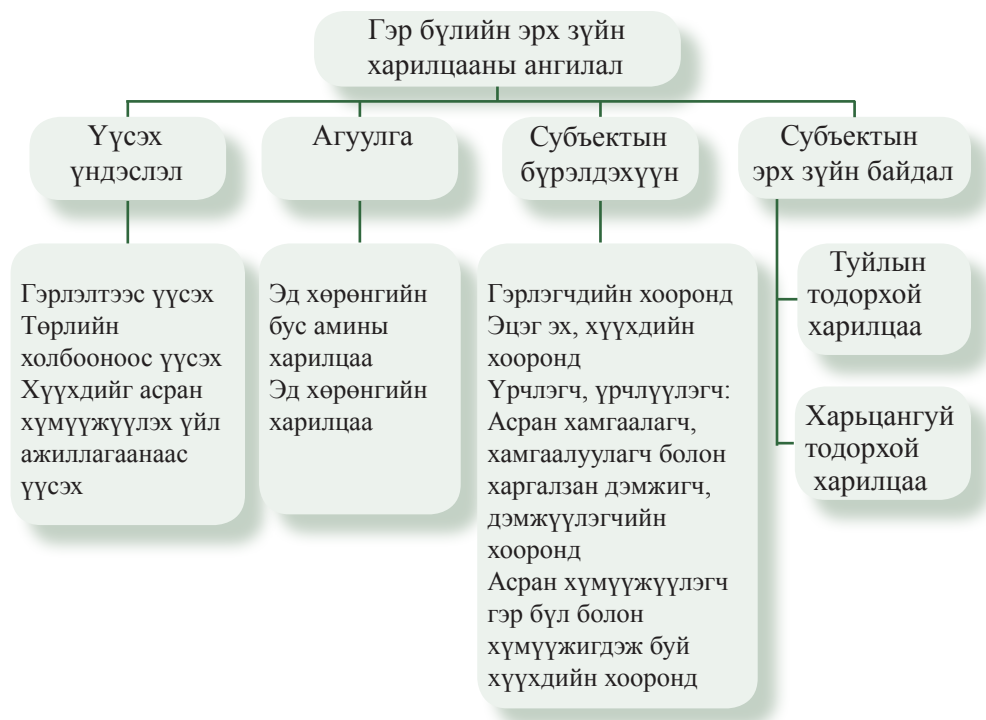 Гэр бүлийн эрх зүйн
харилцааны ангилал
Үүсэх
үндэслэл
Агуулга
Субъектын
бүрэлдэхүүн
Субъектын
эрх зүйн байдал
Гэрлэлтээс үүсэх
Төрлийн
холбооноос үүсэх
Хүүхдийг асран
хүмүүжүүлэх үйл
ажиллагаанаас
үүсэх
Эд хөрөнгийн
бус амины
харилцаа
Эд хөрөнгийн
харилцаа
Гэрлэгчдийн хооронд
Эцэг эх, хүүхдийн
хооронд
Үрчлэгч, үрчлүүлэгч:
Асран хамгаалагч,
хамгаалуулагч болон
харгалзан дэмжигч,
дэмжүүлэгчийн
хооронд
Асран хүмүүжүүлэгч
гэр бүл болон
хүмүүжигдэж буй
хүүхдийн хооронд
Туйлын
тодорхой
харилцаа
Харьцангуй
тодорхой
харилцаа